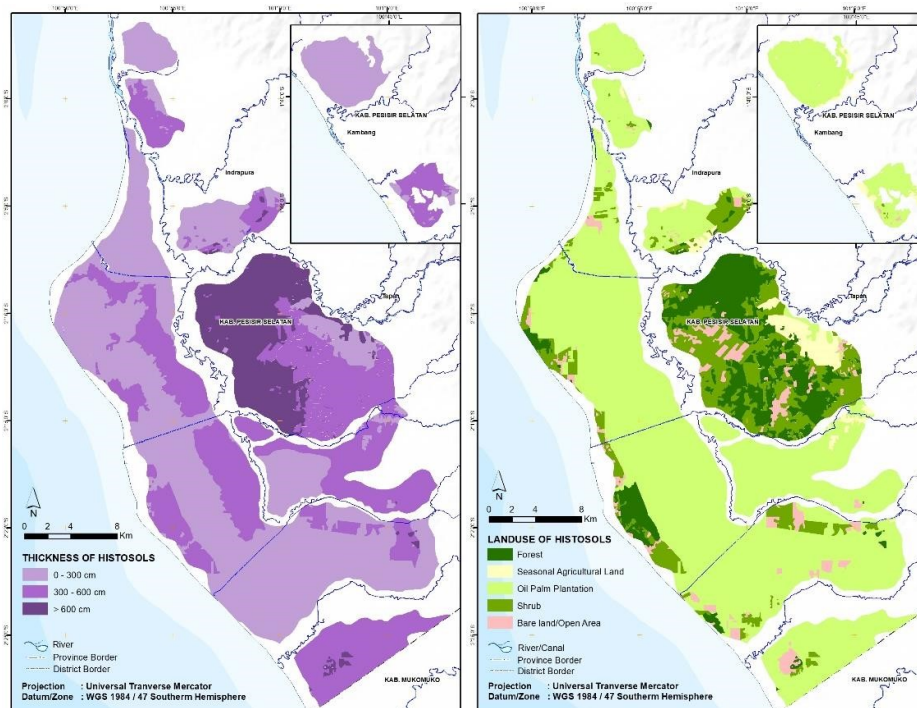 KAB. PESISIR SELATAN
Kambang
Indrapura
Tapan
KAB. PESISIR SELATAN
N
0 2 4 8
Km
THICKNESS OF HISTOSOLS
0 - 300 cm
300 - 600 cm
> 600 cm
River
Province Border
District Border
Projection : Universal Tranverse Mercator
Datum/Zone : WGS 1984 / 47 Southerm Hemisphere
KAB. MUKOMUKO
KAB. PESISIR SELATAN
Kambang
Indrapura
Tapan
KAB. PESISIR SELATAN
N
0 2 4 8
Km
LANDUSE OF HISTOSOLS
Forest
Seasonal Agricultural Land
Oil Palm Plantation
Shrub
Bare land/Open Area
River/Canal
Province Border
District Border
Projection : Universal Tranverse Mercator
Datum/Zone : WGS 1984 / 47 Southerm Hemisphere
KAB. MUKOMUKO